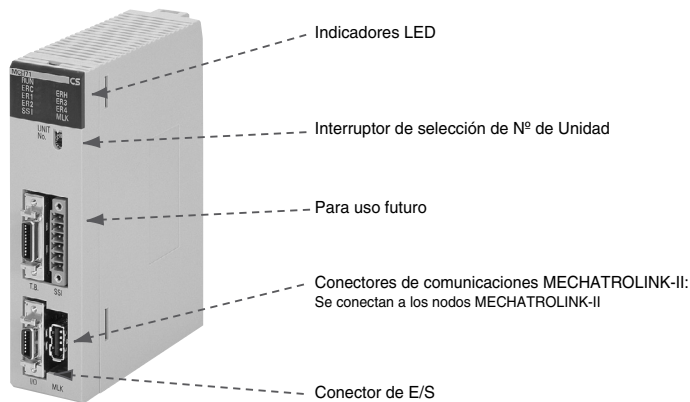 Indicadores LED
MCH71
CS
RUN
ERC
ERH
ER1
ER3
ER2
ER4
SSI
MLK
UNIT
No.
Interruptor de selección de Nº de Unidad
Para uso futuro
T.B.
SSI
Conectores de comunicaciones MECHATROLINK-II:
Se conectan a los nodos MECHATROLINK-II
I/O
MLK
Conector de E/S